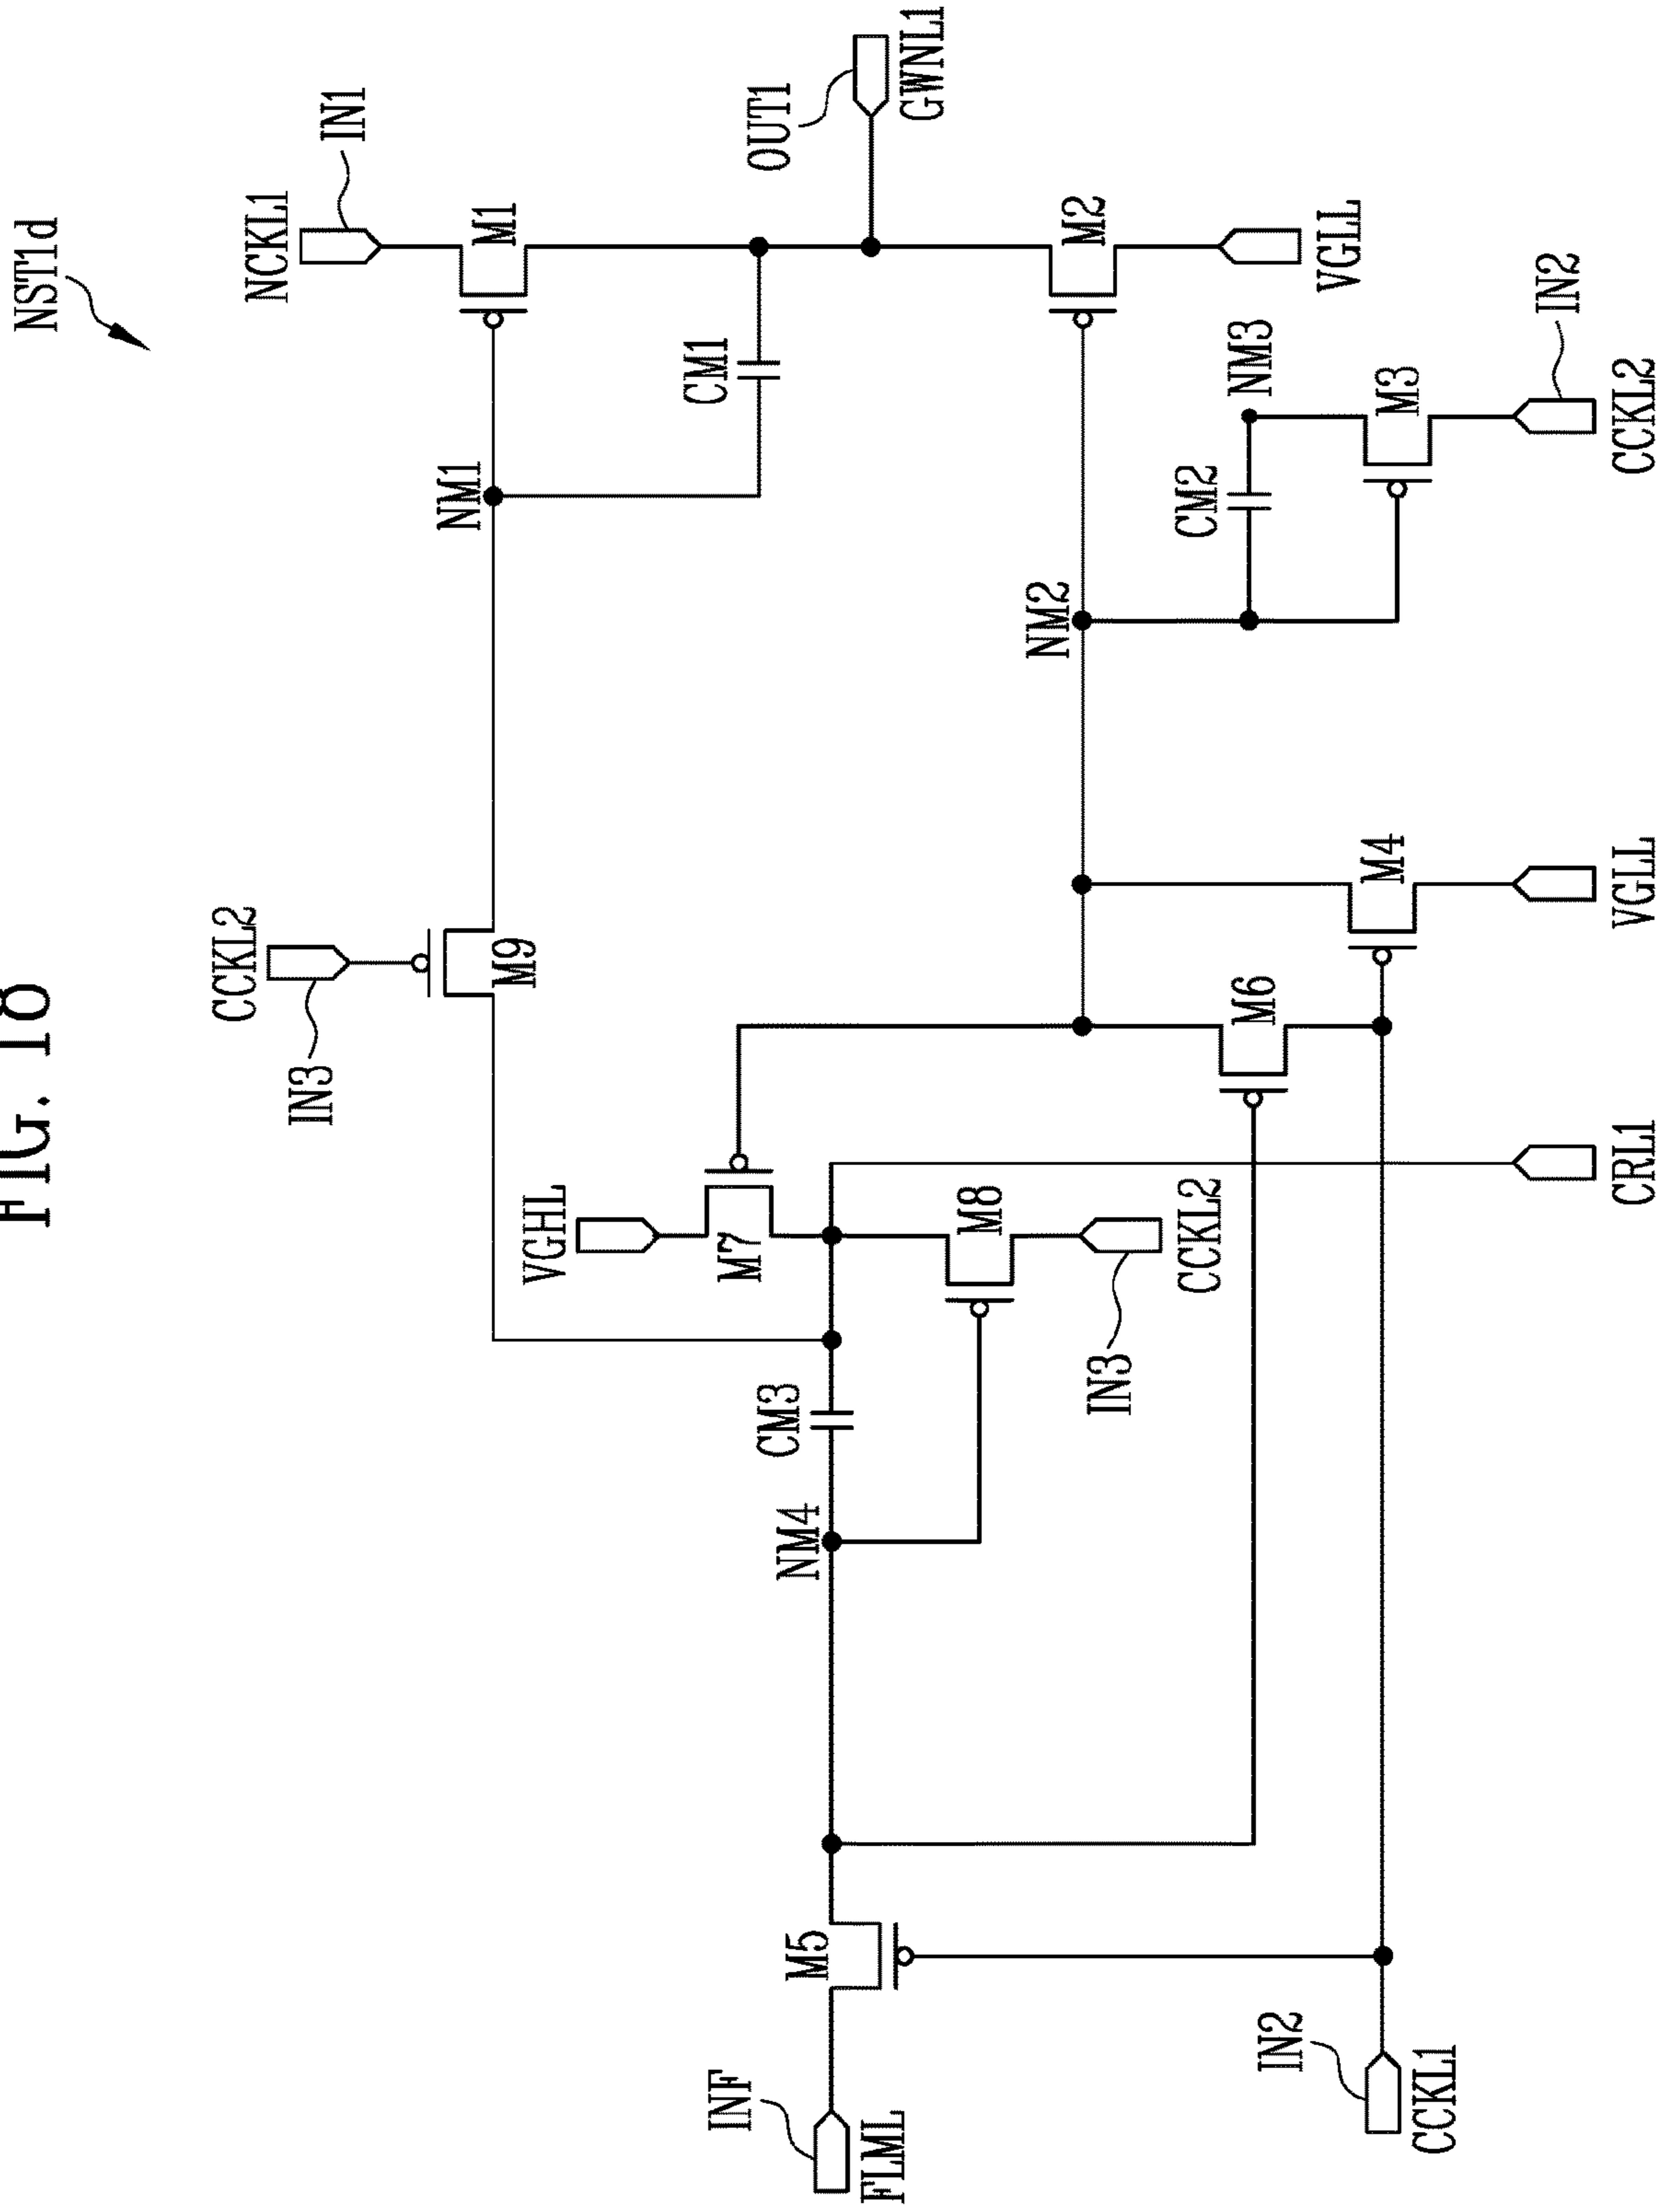 FIG. 18
NST1d
NCKL1
IN1
CCKL2
IN3
M1
NM1
M9
VGHL
CM1
OUT1
GWNL1
M7
CM3
NM4
INF
M5
FLML
M8
NM2
M2
CCKL2
IN3
CM2
NM3
VGLL
M6
M3
M4
IN2
IN2
CCKL1
CRL1
VGLL
CCKL2